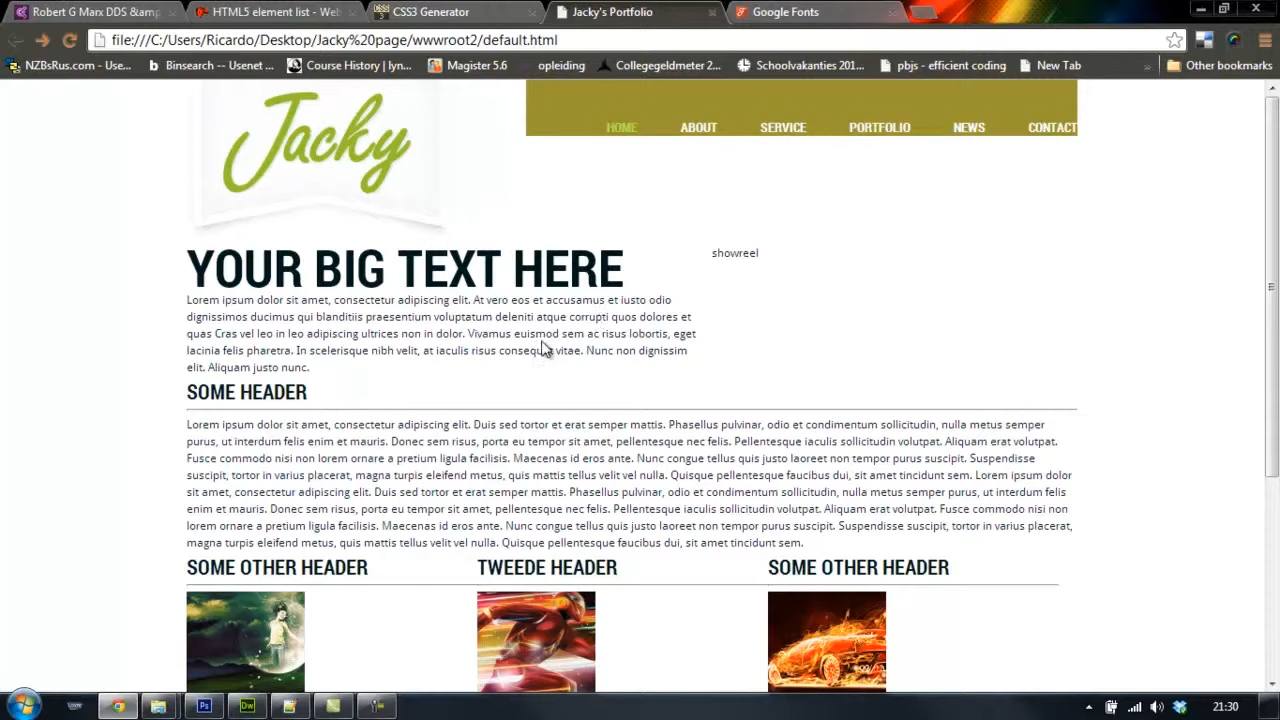 Robert G Marx DDS &amp
HTML5 element list - Web
CSS3 Generator
Jacky's Portfolio
Google Fonts
file:///C:/Users/Ricardo/Desktop/Jacky%20page/wwwroot2/default.html
NZBsRus.com - Use...
Binsearch -- Usenet ...
Course History | lyn...
Magister 5.6
opleiding
Collegegeldmeter 2...
Schoolvakanties 201...
pbjs - efficient coding
New Tab
»
Other bookmarks
Jacky
HOME
ABOUT
SERVICE
PORTFOLIO
NEWS
CONTACT
YOUR BIG TEXT HERE
showreel
Lorem ipsum dolor sit amet, consectetur adipiscing elit. At vero eos et accusamus et iusto odio
dignissimos ducimus qui blanditiis praesentium voluptatum deleniti atque corrupti quos dolores et
quas Cras vel leo in leo adipiscing ultrices non in dolor. Vivamus euismod sem ac risus lobortis, eget
lacinia felis pharetra. In scelerisque nibh velit, at iaculis risus consequat vitae. Nunc non dignissim
elit. Aliquam justo nunc.
SOME HEADER
Lorem ipsum dolor sit amet, consectetur adipiscing elit. Duis sed tortor et erat semper mattis. Phasellus pulvinar, odio et condimentum sollicitudin, nulla metus semper
purus, ut interdum felis enim et mauris. Donec sem risus, porta eu tempor sit amet, pellentesque nec felis. Pellentesque iaculis sollicitudin volutpat. Aliquam erat volutpat.
Fusce commodo nisi non lorem ornare a pretium ligula facilisis. Maecenas id eros ante. Nunc congue tellus quis justo laoreet non tempor purus suscipit. Suspendisse
suscipit, tortor in varius placerat, magna turpis eleifend metus, quis mattis tellus velit vel nulla. Quisque pellentesque faucibus dui, sit amet tincidunt sem. Lorem ipsum
dolor sit amet, consectetur adipiscing elit. Duis sed tortor et erat semper mattis. Phasellus pulvinar, odio et condimentum sollicitudin, nulla metus semper purus, ut interdum felis
enim et mauris. Donec sem risus, porta eu tempor sit amet, pellentesque nec felis. Pellentesque iaculis sollicitudin volutpat. Aliquam erat volutpat. Fusce commodo nisi non
lorem ornare a pretium ligula facilisis. Maecenas id eros ante. Nunc congue tellus quis justo laoreet non tempor purus suscipit. Suspendisse suscipit, tortor in varius placerat,
magna turpis eleifend metus, quis mattis tellus velit vel nulla. Quisque pellentesque faucibus dui, sit amet tincidunt sem.
SOME OTHER HEADER
TWEEDE HEADER
SOME OTHER HEADER
Ps
Dw
21:30